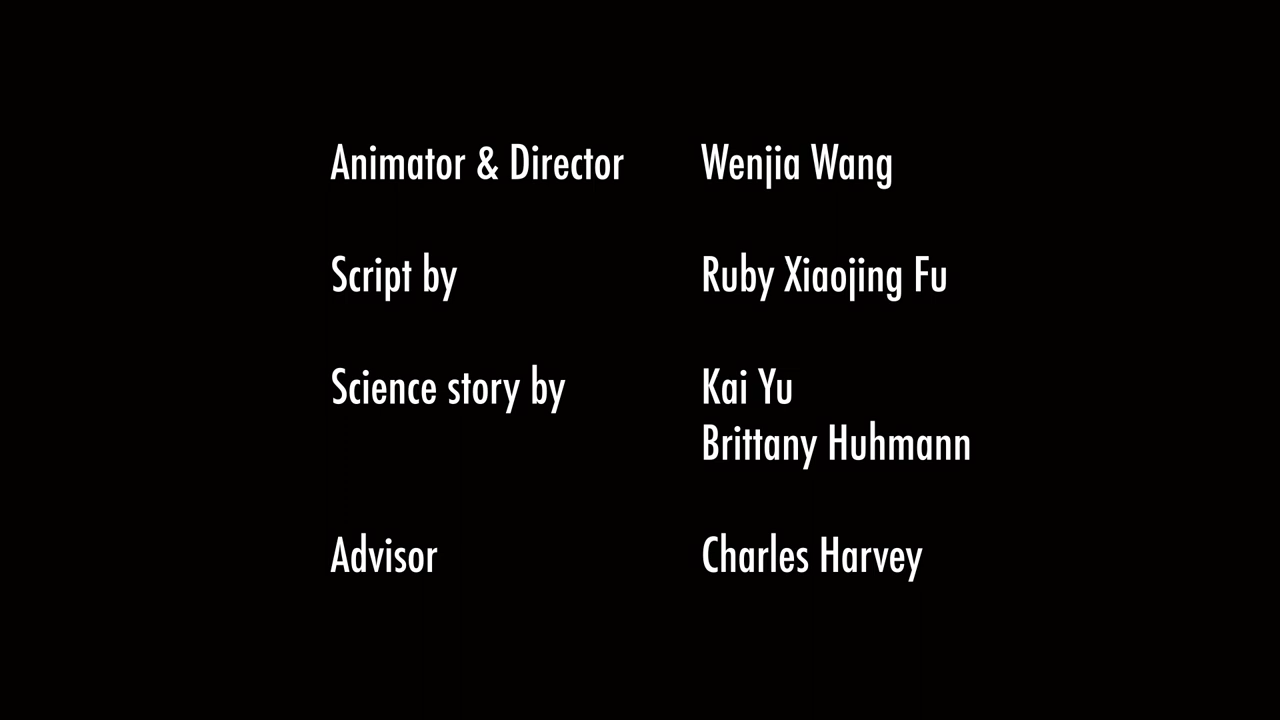 Animator & Director Wenjia Wang
Script by Ruby Xiaojing Fu
Science story by Kai Yu
Brittany Huhmann
Advisor Charles Harvey